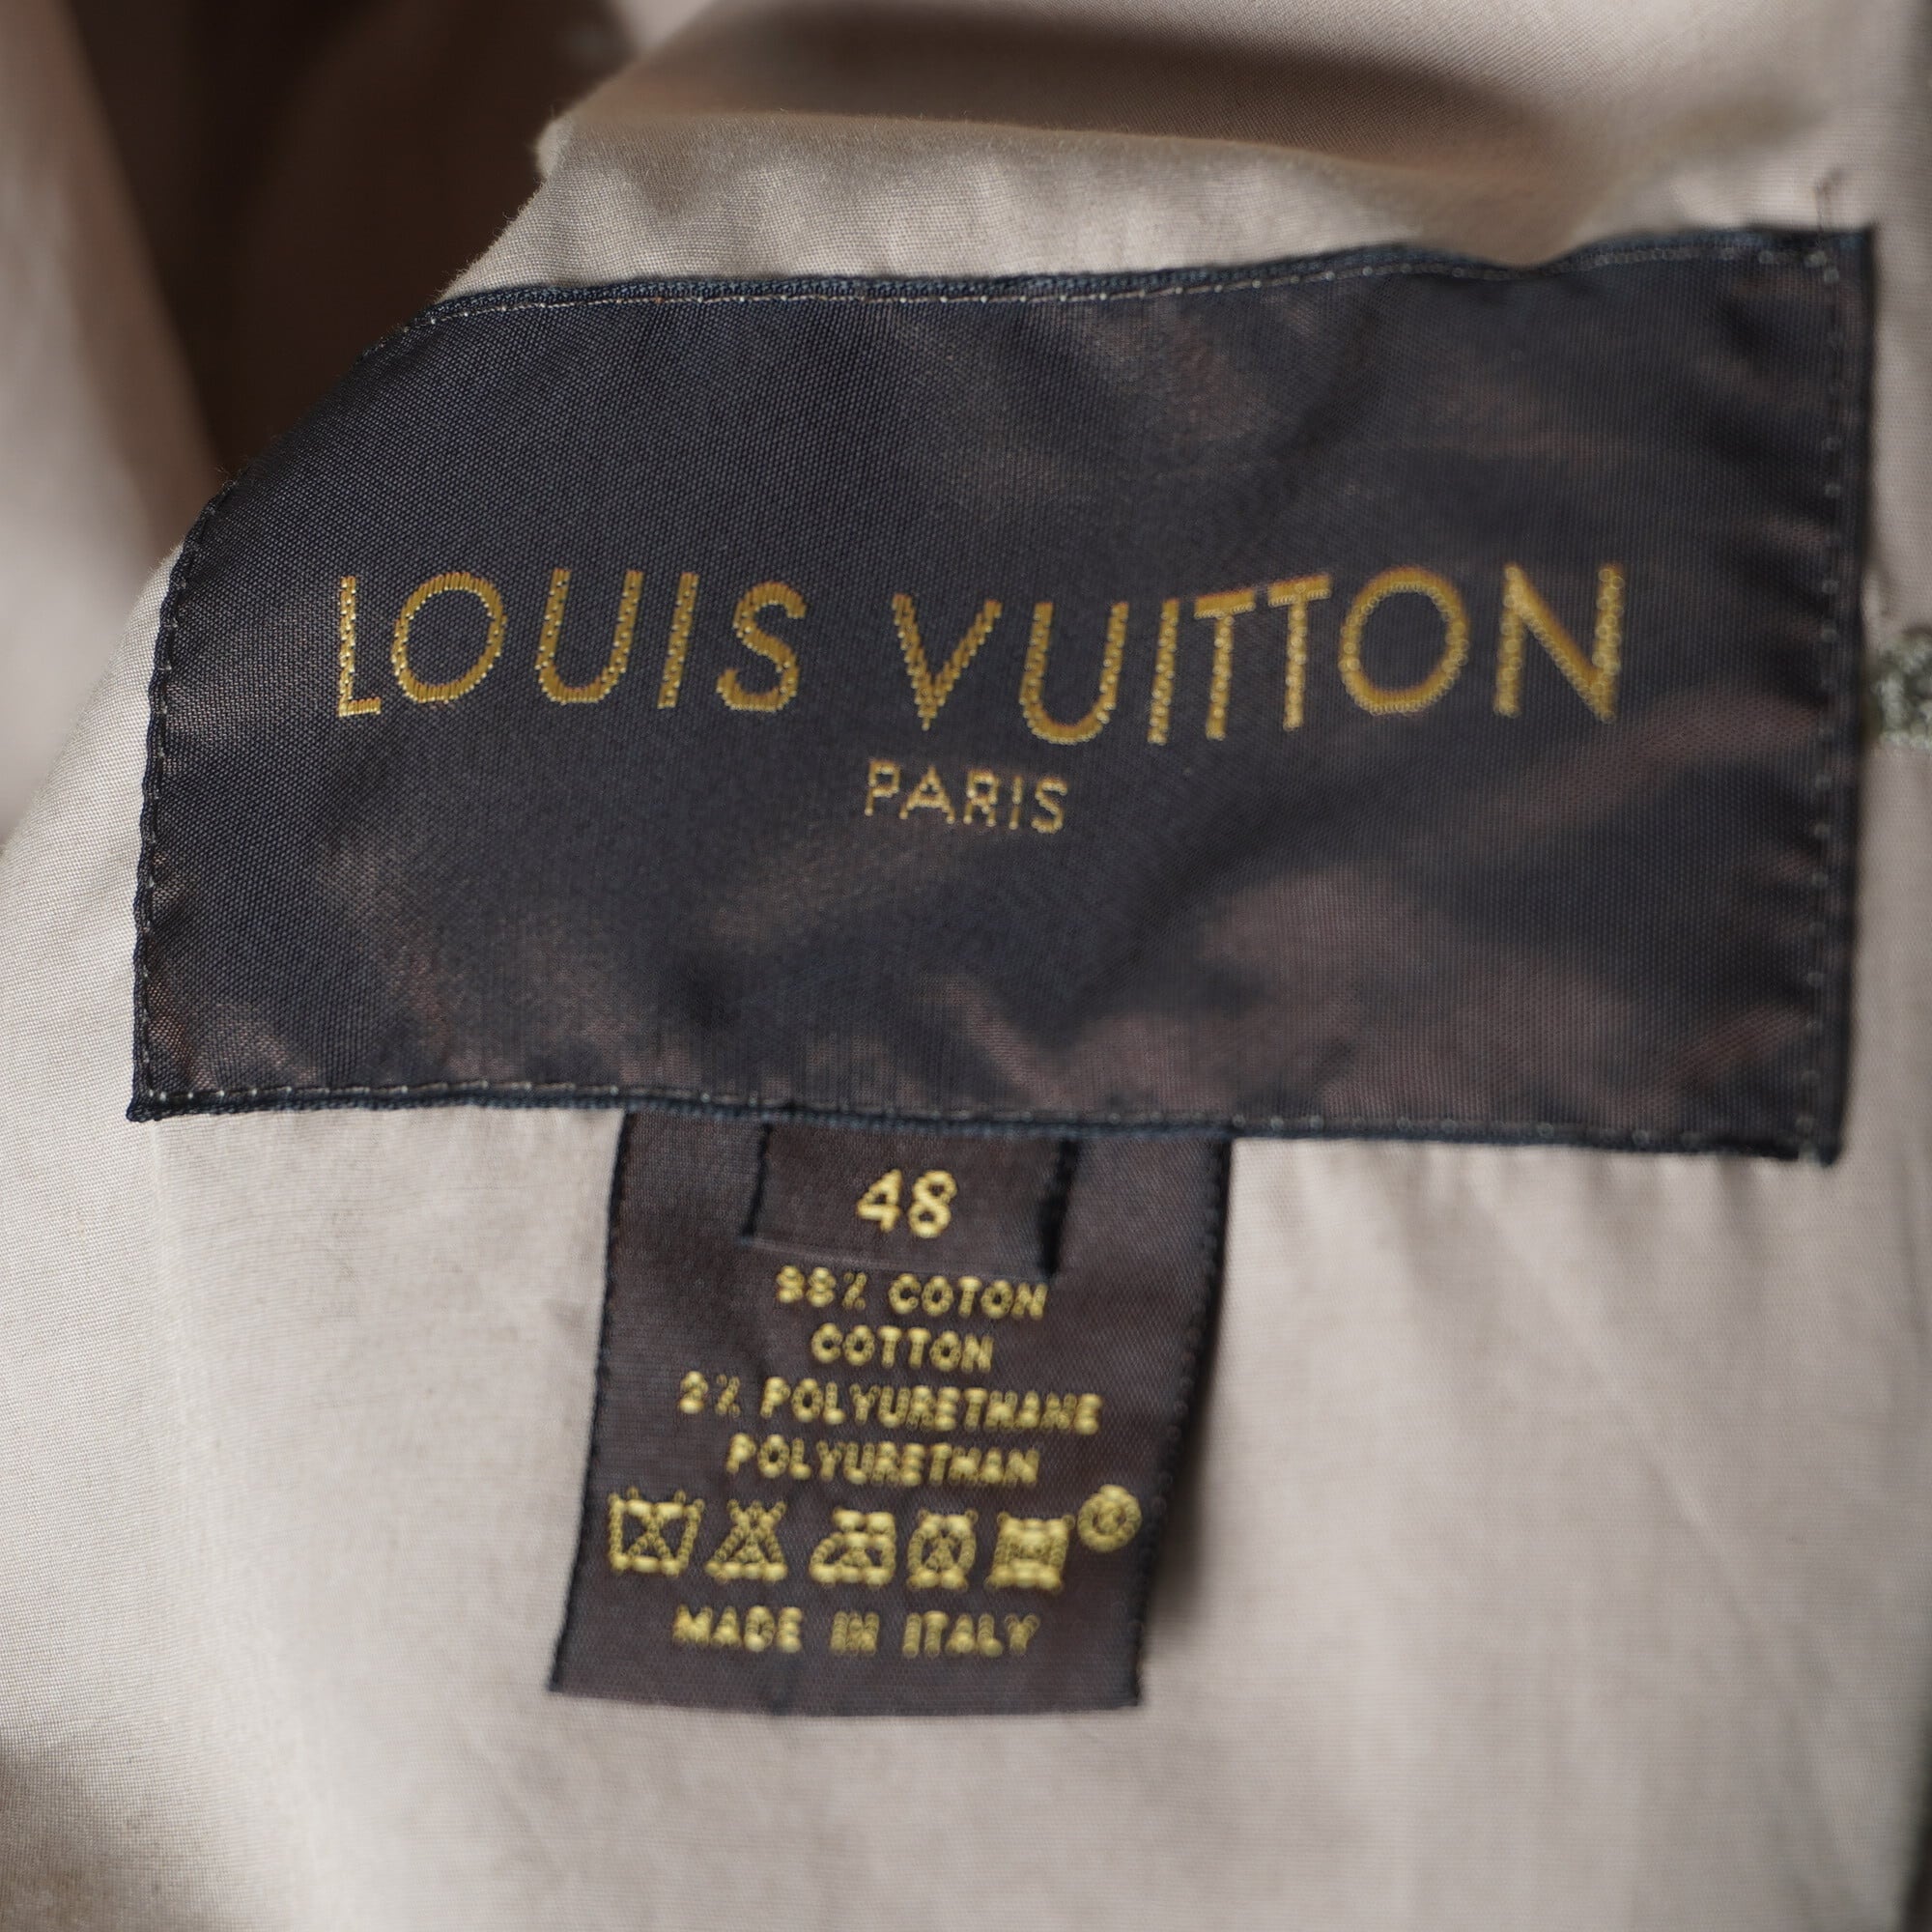 LOUIS VUITTON
PARIS
48
98% COTON
COTTON
2% POLYURETHANE
POLYURETHAN
MADE IN ITALY